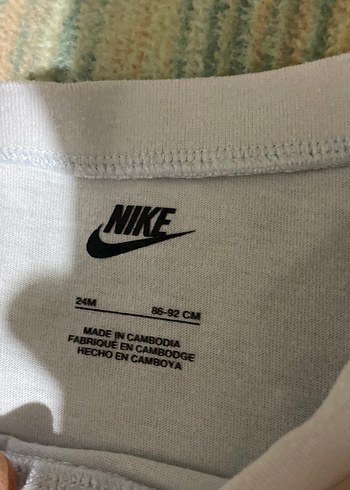 NIKE
24M 86-92 CM
MADE IN CAMBODIA
FABRIQUE EN CAMBODGE
HECHO EN CAMBOYA